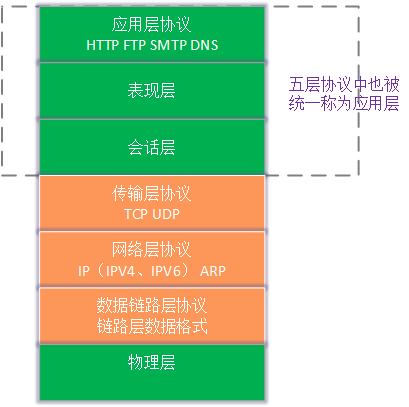 应用层协议
HTTP FTP SMTP DNS
表现层
五层协议中也被
统一称为应用层
会话层
传输层协议
TCP UDP
网络层协议
IP（IPV4、IPV6） ARP
数据链路层协议
链路层数据格式
物理层